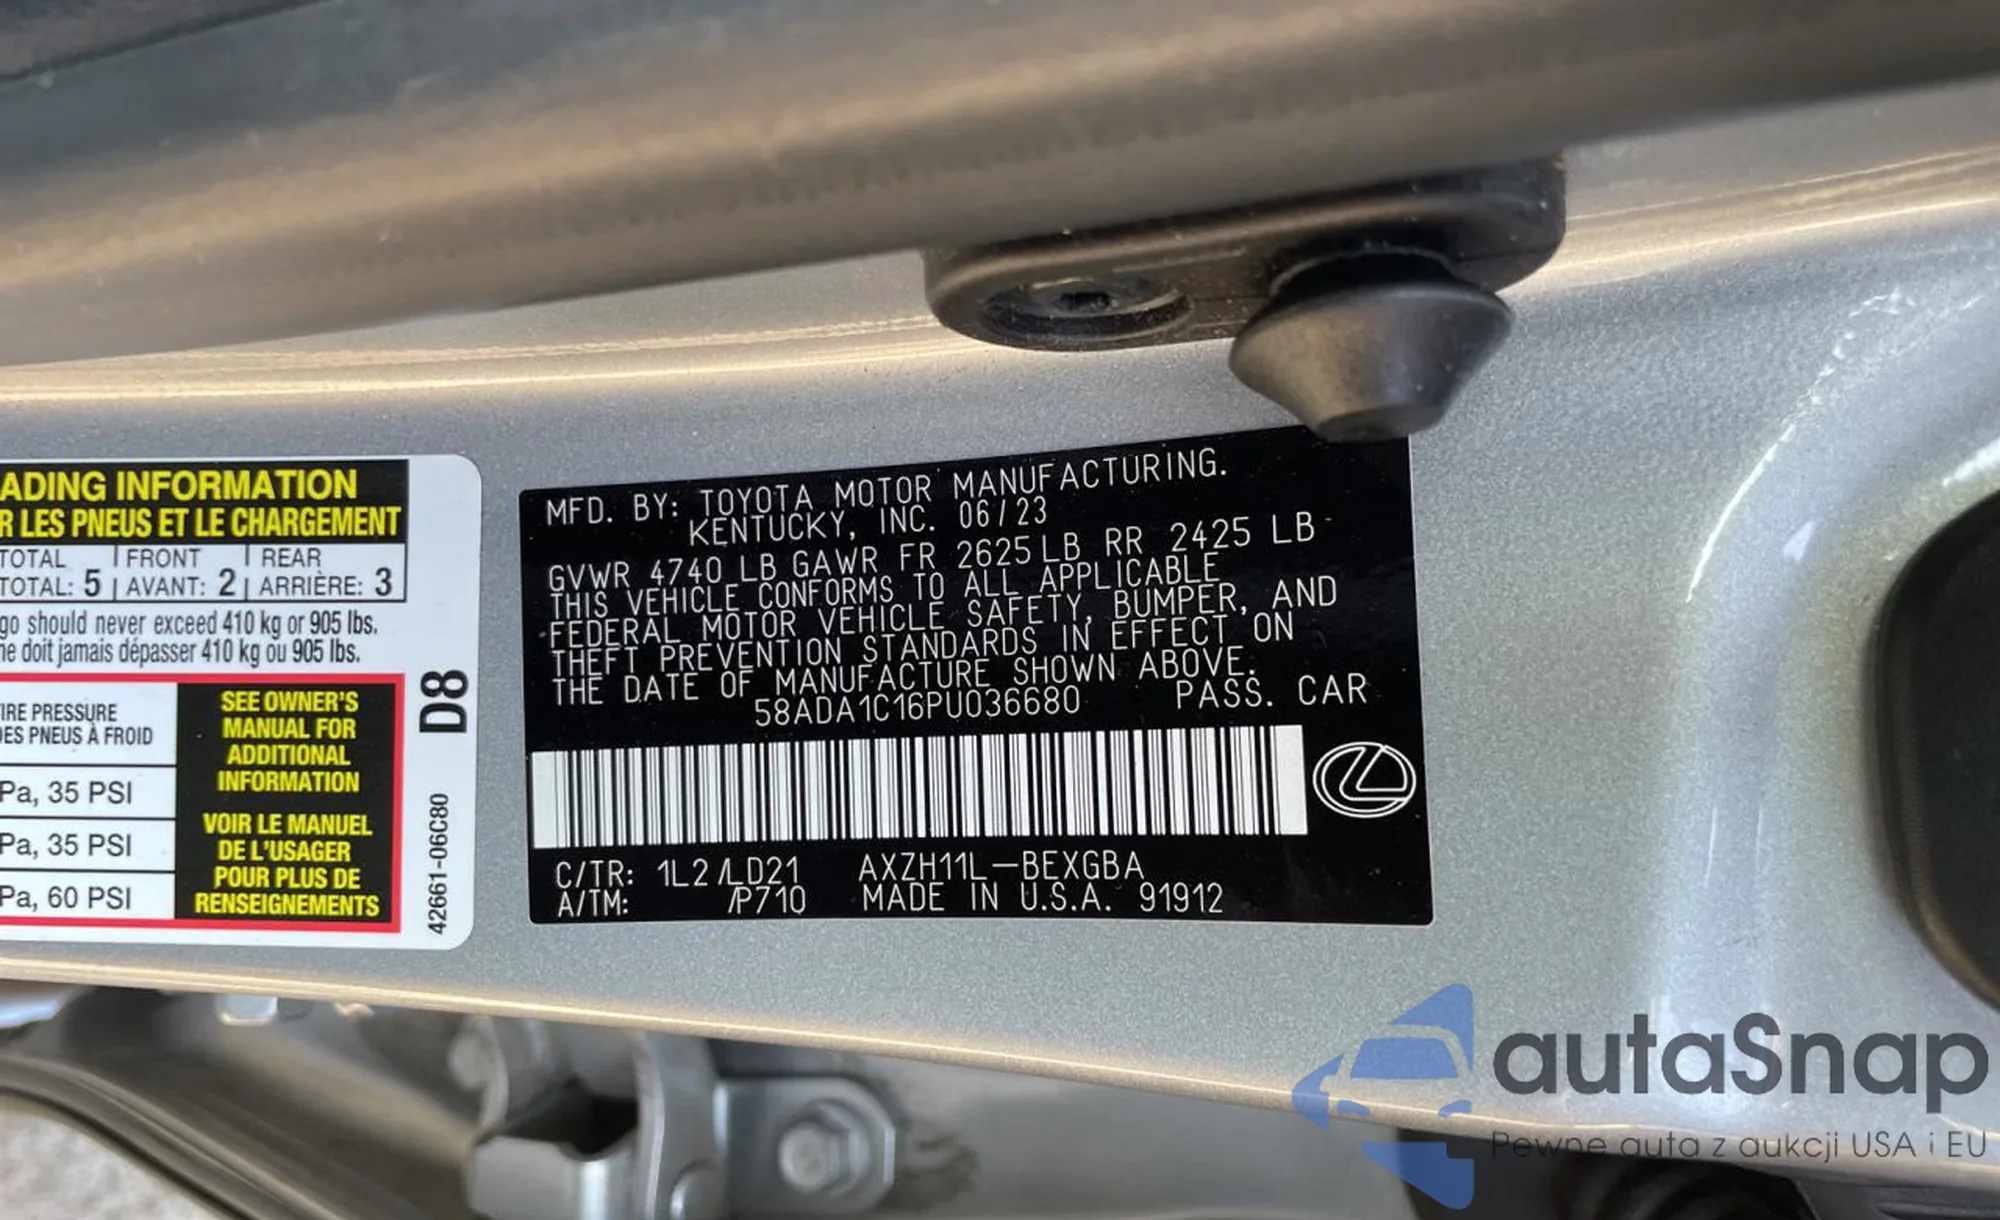 ADING INFORMATION
R LES PNEUS ET LE CHARGEMENT
TOTAL FRONT REAR
TOTAL: 5 AVANT: 2 ARRIÈRE: 3
go should never exceed 410 kg or 905 lbs.
ne doit jamais dépasser 410 kg ou 905 lbs.
IRE PRESSURE
DES PNEUS À FROID
Pa, 35 PSI
Pa, 35 PSI
Pa, 60 PSI
SEE OWNER'S
MANUAL FOR
ADDITIONAL
INFORMATION
VOIR LE MANUEL
DE L'USAGER
POUR PLUS DE
RENSEIGNEMENTS
D8
42661-06C80
MFD. BY: TOYOTA MOTOR MANUFACTURING.
KENTUCKY, INC. 06/23
GVWR 4740 LB GAWR FR 2625 LB RR 2425 LB
THIS VEHICLE CONFORMS TO ALL APPLICABLE
FEDERAL MOTOR VEHICLE SAFETY, BUMPER, AND
THEFT PREVENTION STANDARDS IN EFFECT ON
THE DATE OF MANUFACTURE SHOWN ABOVE.
58ADA1C16PU036680 PASS. CAR
C/TR: 1L2/LD21 AXZH11L-BEXGBA
A/TM: /P710 MADE IN U.S.A. 91912
autaSnap
Pewne auta z aukcji USA i EU